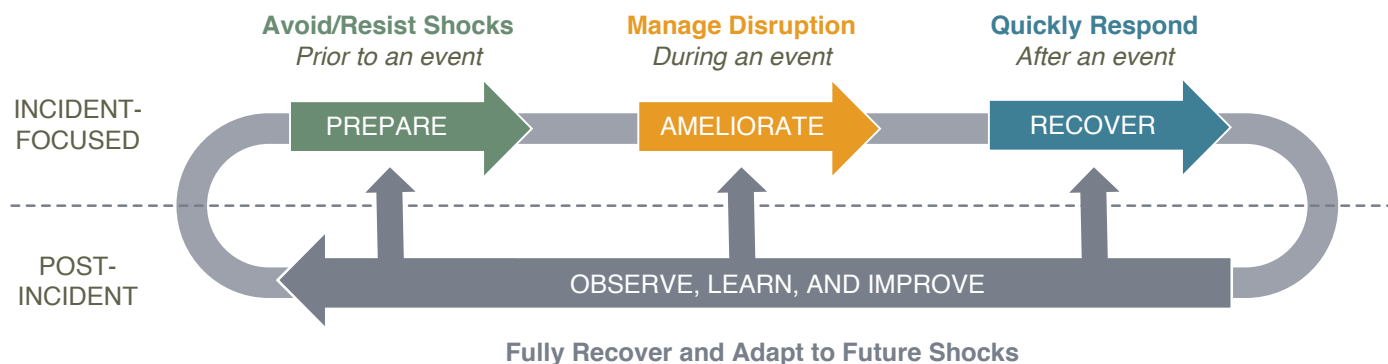 Avoid/Resist Shocks
Prior to an event
Manage Disruption
During an event
Quickly Respond
After an event
INCIDENT-
FOCUSED
PREPARE
AMELIORATE
RECOVER
POST-
INCIDENT
OBSERVE, LEARN, AND IMPROVE
Fully Recover and Adapt to Future Shocks